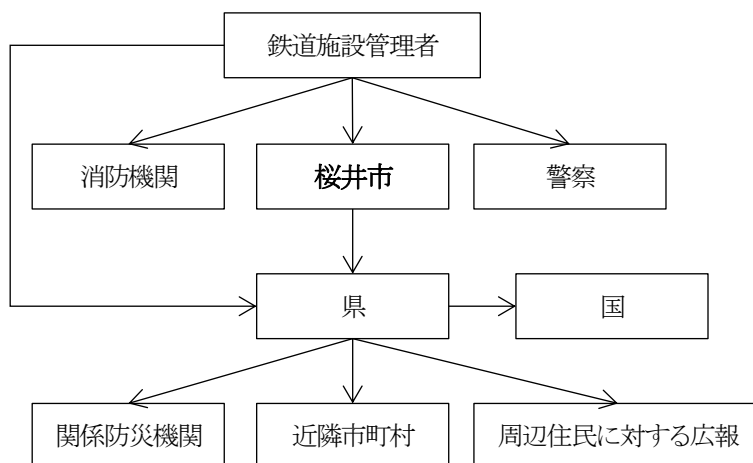 鉄道施設管理者
消防機関
桜井市
警察
県
国
関係防災機関
近隣市町村
周辺住民に対する広報